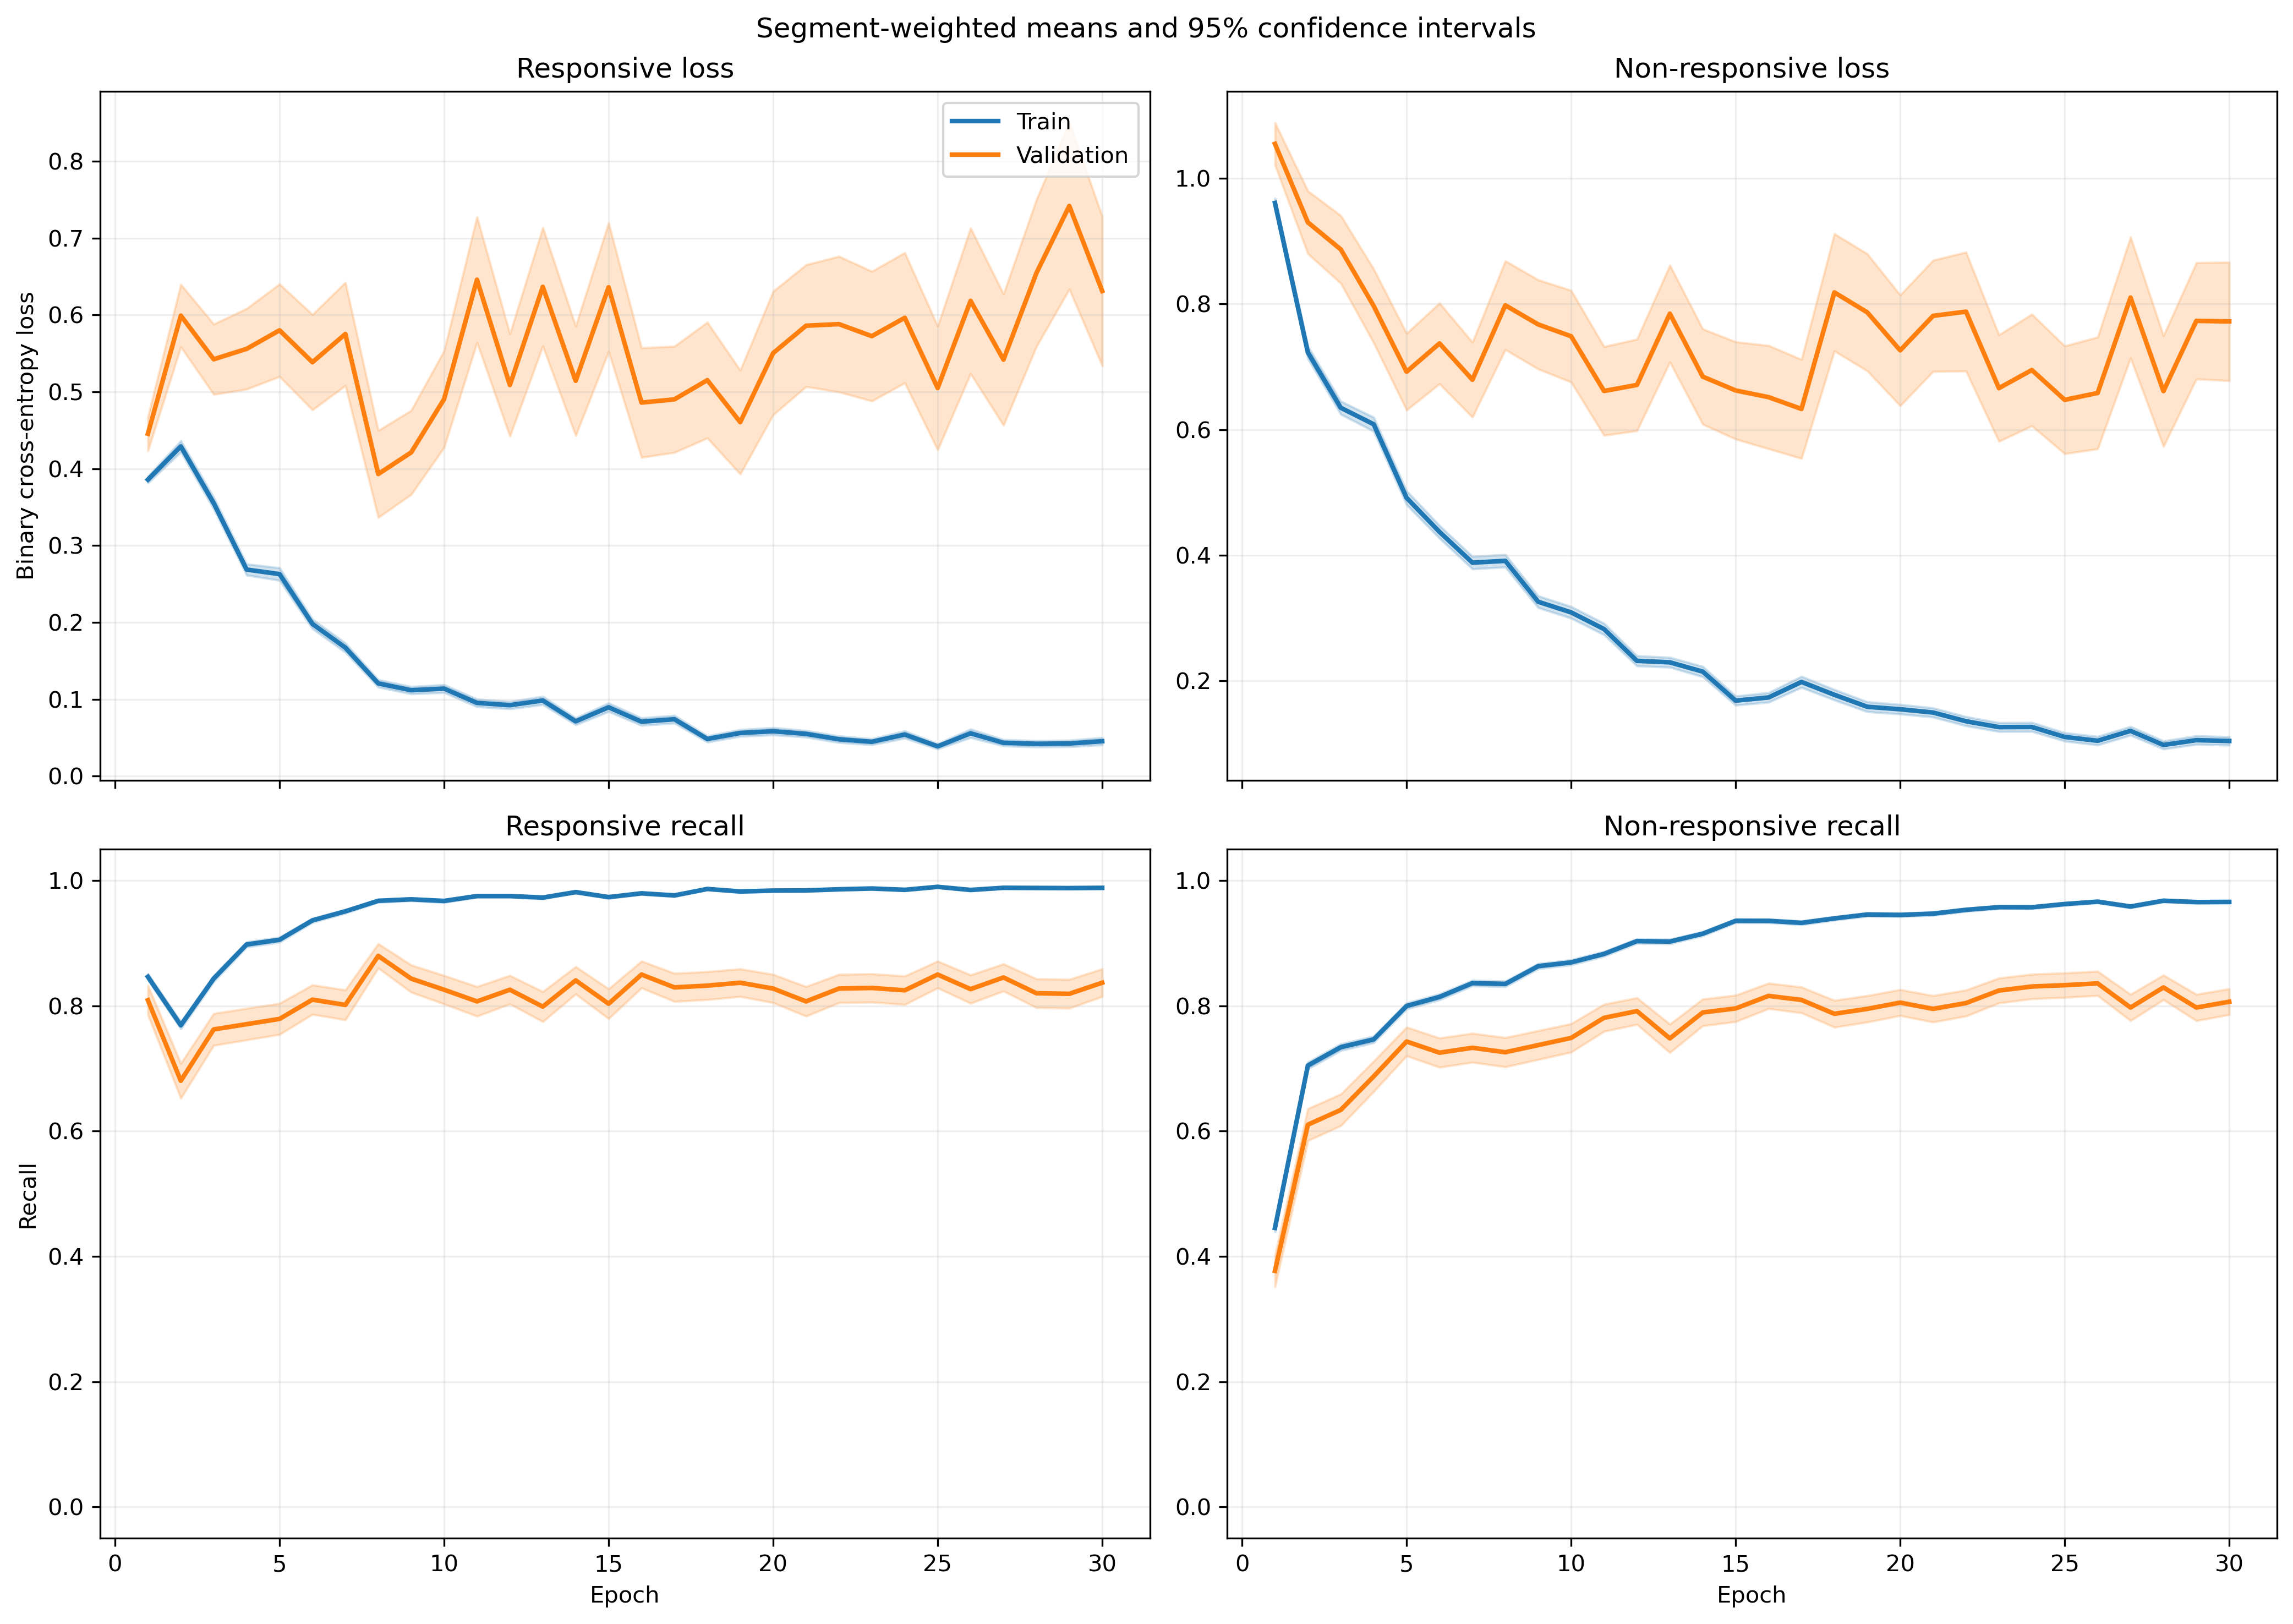 Segment-weighted means and 95% confidence intervals
Responsive loss
Non-responsive loss
Train
Validation
Binary cross-entropy loss
0.8
0.7
0.6
0.5
0.4
0.3
0.2
0.1
0.0
1.0
0.8
0.6
0.4
0.2
Responsive recall
Non-responsive recall
Recall
1.0
0.8
0.6
0.4
0.2
0.0
0 5 10 15 20 25 30
Epoch
1.0
0.8
0.6
0.4
0.2
0.0
0 5 10 15 20 25 30
Epoch